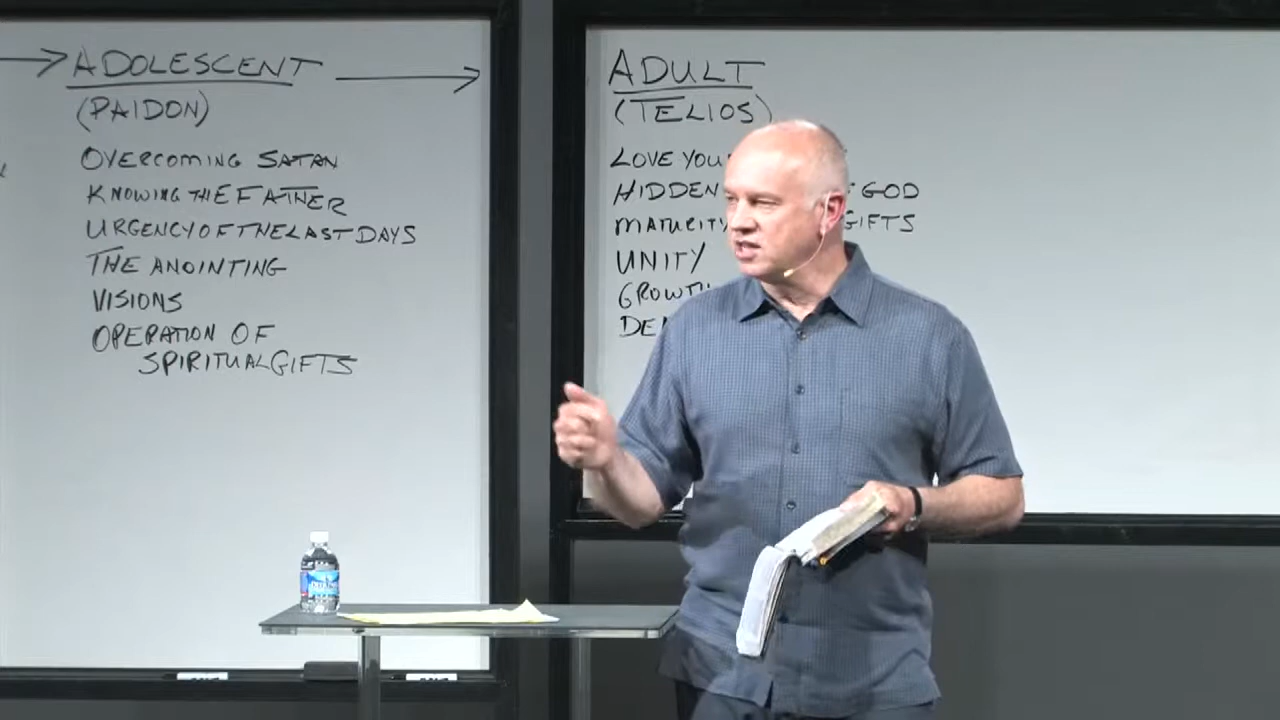 ADOLESCENT
(PAIDON)
OVERCOMING SATAN
KNOWING THE FATHER
URGENCY OF THE LAST DAYS
THE ANOINTING
VISIONS
OPERATION OF
SPIRITUAL GIFTS
ADULT
(TELIOS)
LOVE YOU
HIDDEN GOD
MATURITY GIFTS
UNITY
GROWTH